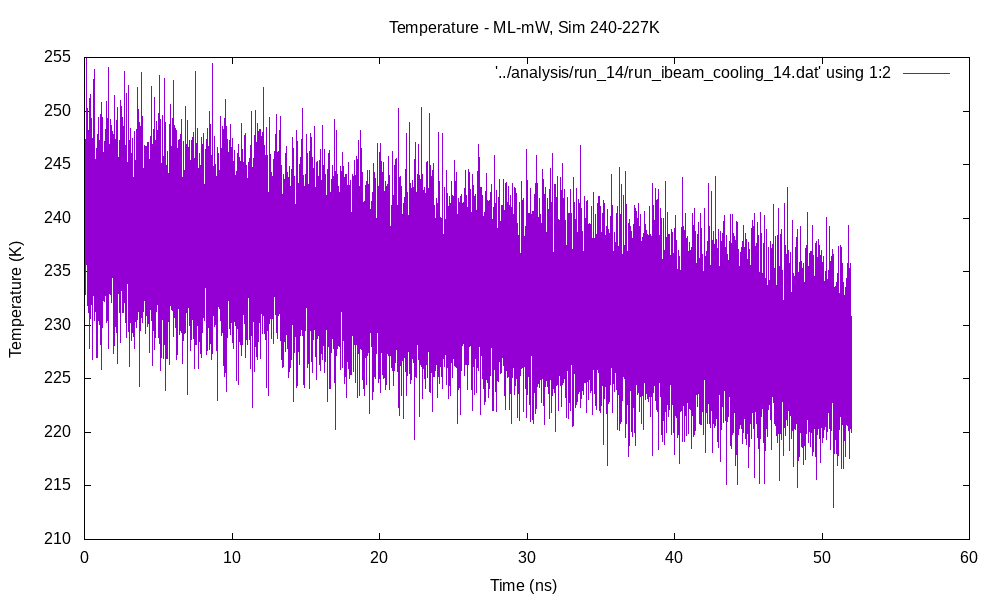 Temperature - ML-mW, Sim 240-227K
'../analysis/run_14/run_ibeam_cooling_14.dat' using 1:2
Temperature (K)
255
250
245
240
235
230
225
220
215
210
0 10 20 30 40 50 60
Time (ns)